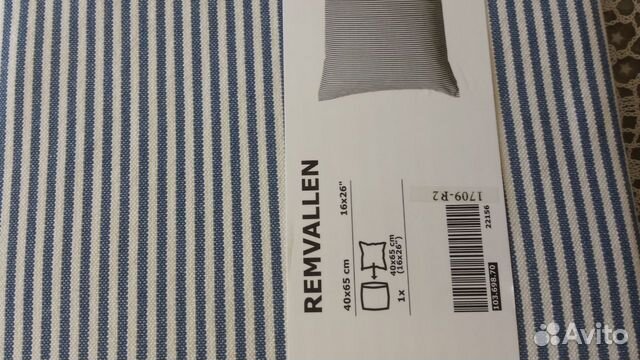 REMVALLEN
40x65 cm
16x26"
40x65 cm
(16x26")
1x
1709-R2
22156
103.698.70
Avito